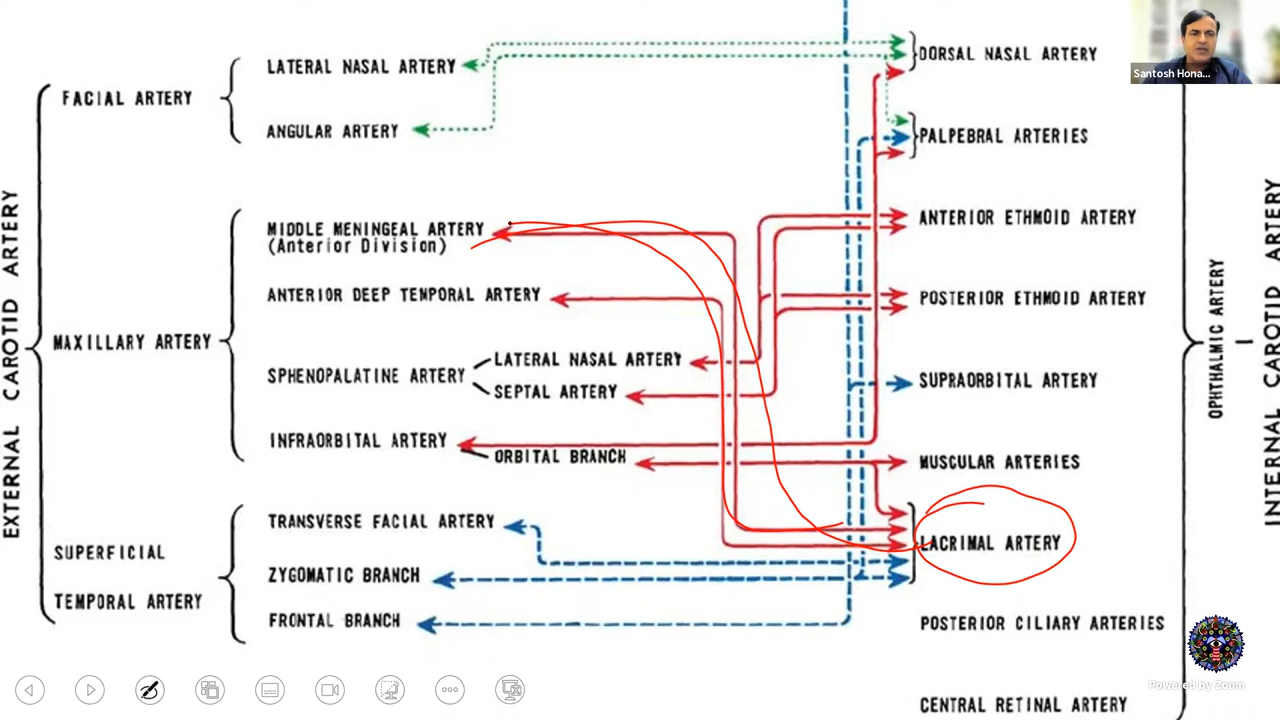 EXTERNAL CAROTID ARTERY
FACIAL ARTERY
LATERAL NASAL ARTERY
ANGULAR ARTERY
MAXILLARY ARTERY
MIDDLE MENINGEAL ARTERY
(Anterior Division)
ANTERIOR DEEP TEMPORAL ARTERY
SPHENOPALATINE ARTERY
LATERAL NASAL ARTERY
SEPTAL ARTERY
INFRAORBITAL ARTERY
ORBITAL BRANCH
SUPERFICIAL
TEMPORAL ARTERY
TRANSVERSE FACIAL ARTERY
ZYGOMATIC BRANCH
FRONTAL BRANCH
DORSAL NASAL ARTERY
PALPEBRAL ARTERIES
ANTERIOR ETHMOID ARTERY
POSTERIOR ETHMOID ARTERY
SUPRAORBITAL ARTERY
MUSCULAR ARTERIES
LACRIMAL ARTERY
POSTERIOR CILIARY ARTERIES
CENTRAL RETINAL ARTERY
OPHTHALMIC ARTERY
INTERNAL CAROTID ARTERY
Santosh Hona...
Powered by Zoom